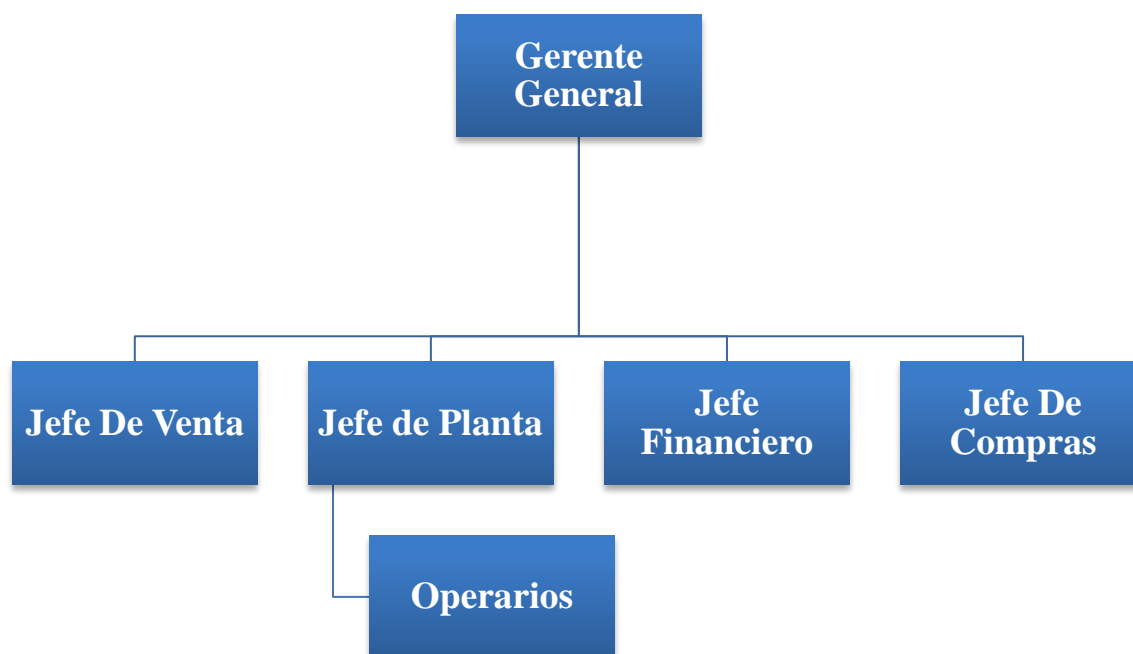 Gerente
General
Jefe De Venta
Jefe de Planta
Jefe
Financiero
Jefe De
Compras
Operarios